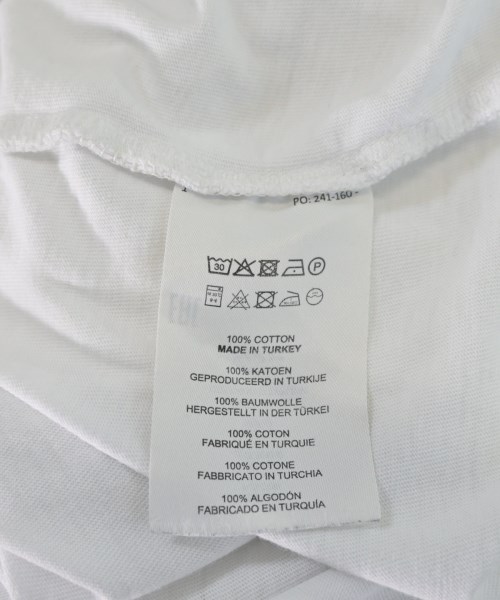 PO: 241-160
30
P
100% COTTON
MADE IN TURKEY
100% KATOEN
GEPRODUCEERD IN TURKIJE
100% BAUMWOLLE
HERGESTELLT IN DER TÜRKEI
100% COTON
FABRIQUÉ EN TURQUIE
100% COTONE
FABBRICATO IN TURCHIA
100% ALGODÓN
FABRICADO EN TURQUÍA